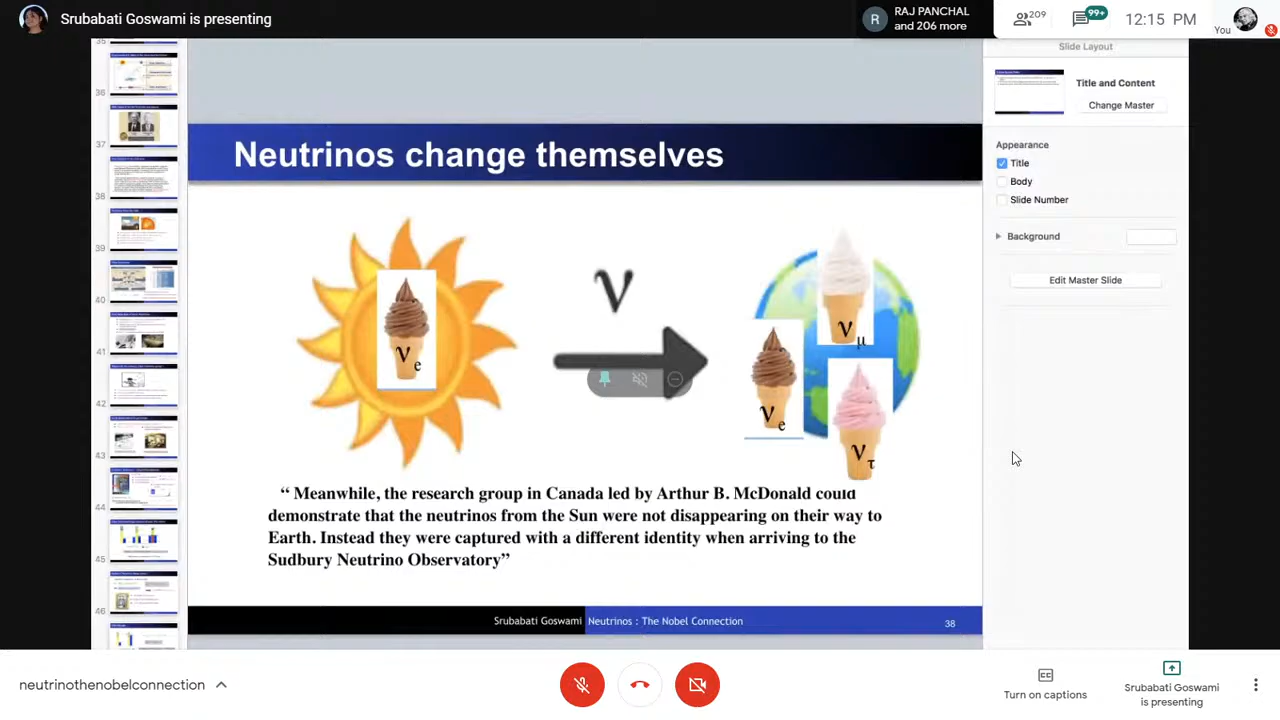 Srubabati Goswami is presenting
R
RAJ PANCHAL
and 206 more
209
99+
12:15 PM
You
35
36
37
38
39
40
41
42
43
44
45
46
Neutrinos change themselves
νe
ν
νμ
νe
ντ
“ Meanwhile, the research group in Canada led by Arthur B. McDonald could
demonstrate that the neutrinos from the Sun were not disappearing on their way to
Earth. Instead they were captured with a different identity when arriving to the
Sudbury Neutrino Observatory”
Srubabati Goswami
Neutrinos : The Nobel Connection
38
Slide Layout
Title and Content
Change Master
Appearance
Title
Body
Slide Number
Background
Edit Master Slide
neutrinothenobelconnection
CC
Turn on captions
Srubabati Goswami
is presenting